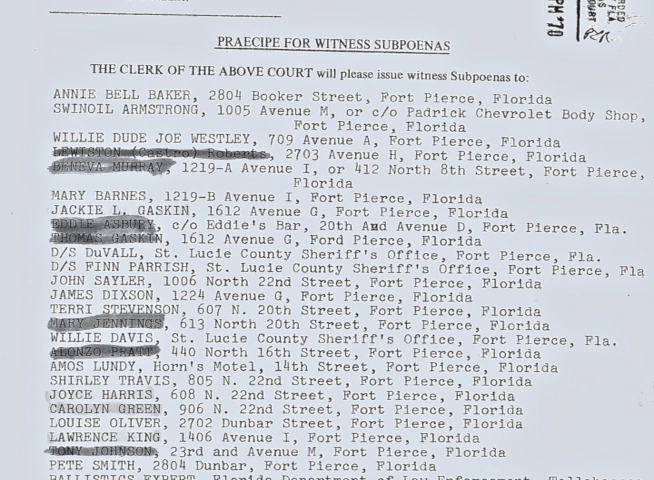 PM '70
PRAECIPE FOR WITNESS SUBPOENAS
THE CLERK OF THE ABOVE COURT will please issue witness Subpoenas to:
ANNIE BELL BAKER, 2804 Booker Street, Fort Pierce, Florida
SWINOIL ARMSTRONG, 1005 Avenue M, or c/o Padrick Chevrolet Body Shop,
Fort Pierce, Florida
WILLIE DUDE JOE WESTLEY, 709 Avenue A, Fort Pierce, Florida
LEWISTON (Castro) Roberts, 2703 Avenue H, Fort Pierce, Florida
BENEVA MURRAY, 1219-A Avenue I, or 412 North 8th Street, Fort Pierce,
Florida
MARY BARNES, 1219-B Avenue I, Fort Pierce, Florida
JACKIE L. GASKIN, 1612 Avenue G, Fort Pierce, Florida
EDDIE ASBURY, c/o Eddie's Bar, 20th And Avenue D, Fort Pierce, Fla.
THOMAS GASKIN, 1612 Avenue G, Ford Pierce, Florida
D/S DuVALL, St. Lucie County Sheriff's Office, Fort Pierce, Fla.
D/S FINN PARRISH, St. Lucie County Sheriff's Office, Fort Pierce, Fla
JOHN SAYLER, 1006 North 22nd Street, Fort Pierce, Florida
JAMES DIXSON, 1224 Avenue G, Fort Pierce, Florida
TERRI STEVENSON, 607 N. 20th Street, Fort Pierce, Florida
MARY JENNINGS, 613 North 20th Street, Fort Pierce, Florida
WILLIE DAVIS, St. Lucie County Sheriff's Office, Fort Pierce, Fla.
ALONZO PRATT, 440 North 16th Street, Fort Pierce, Florida
AMOS LUNDY, Horn's Motel, 14th Street, Fort Pierce, Florida
SHIRLEY TRAVIS, 805 N. 22nd Street, Fort Pierce, Florida
JOYCE HARRIS, 608 N. 22nd Street, Fort Pierce, Florida
CAROLYN GREEN, 906 N. 22nd Street, Fort Pierce, Florida
LOUISE OLIVER, 2702 Dunbar Street, Fort Pierce, Florida
LAWRENCE KING, 1406 Avenue I, Fort Pierce, Florida
TONY JOHNSON, 23rd and Avenue M, Fort Pierce, Florida
PETE SMITH, 2804 Dunbar, Fort Pierce, Florida
BALLISTICS EXPERT, Florida Department of Law Enforcement,